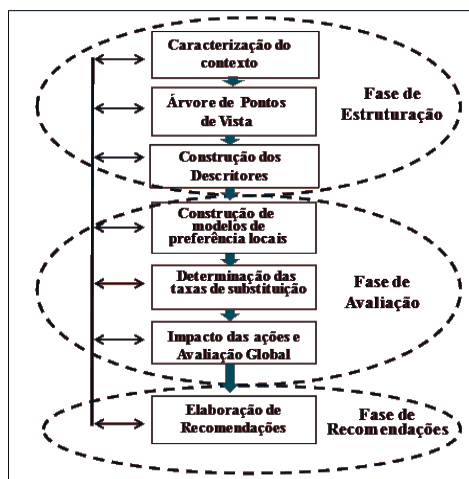 Caracterização do
contexto
Árvore de Pontos
de Vista
Construção dos
Descritores
Fase de
Estruturação
Construção de
modelos de
preferência locais
Determinação das
taxas de substituição
Impacto das ações e
Avaliação Global
Fase de
Avaliação
Elaboração de
Recomendações
Fase de
Recomendações